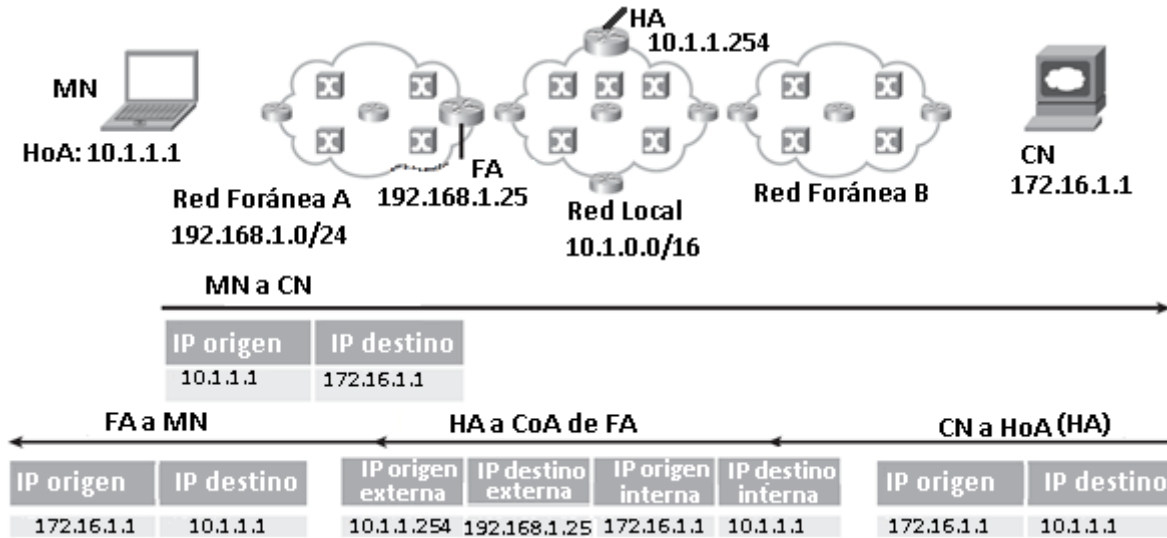 HA
10.1.1.254
MN
HoA: 10.1.1.1
FA
192.168.1.25
CN
172.16.1.1
Red Foránea A
192.168.1.0/24
Red Local
10.1.0.0/16
Red Foránea B
MN a CN
IP origen IP destino
10.1.1.1 172.16.1.1
FA a MN
IP origen IP destino
172.16.1.1 10.1.1.1
HA a CoA de FA
IP origen externa IP destino externa IP origen interna IP destino interna
10.1.1.254 192.168.1.25 172.16.1.1 10.1.1.1
CN a HoA (HA)
IP origen IP destino
172.16.1.1 10.1.1.1